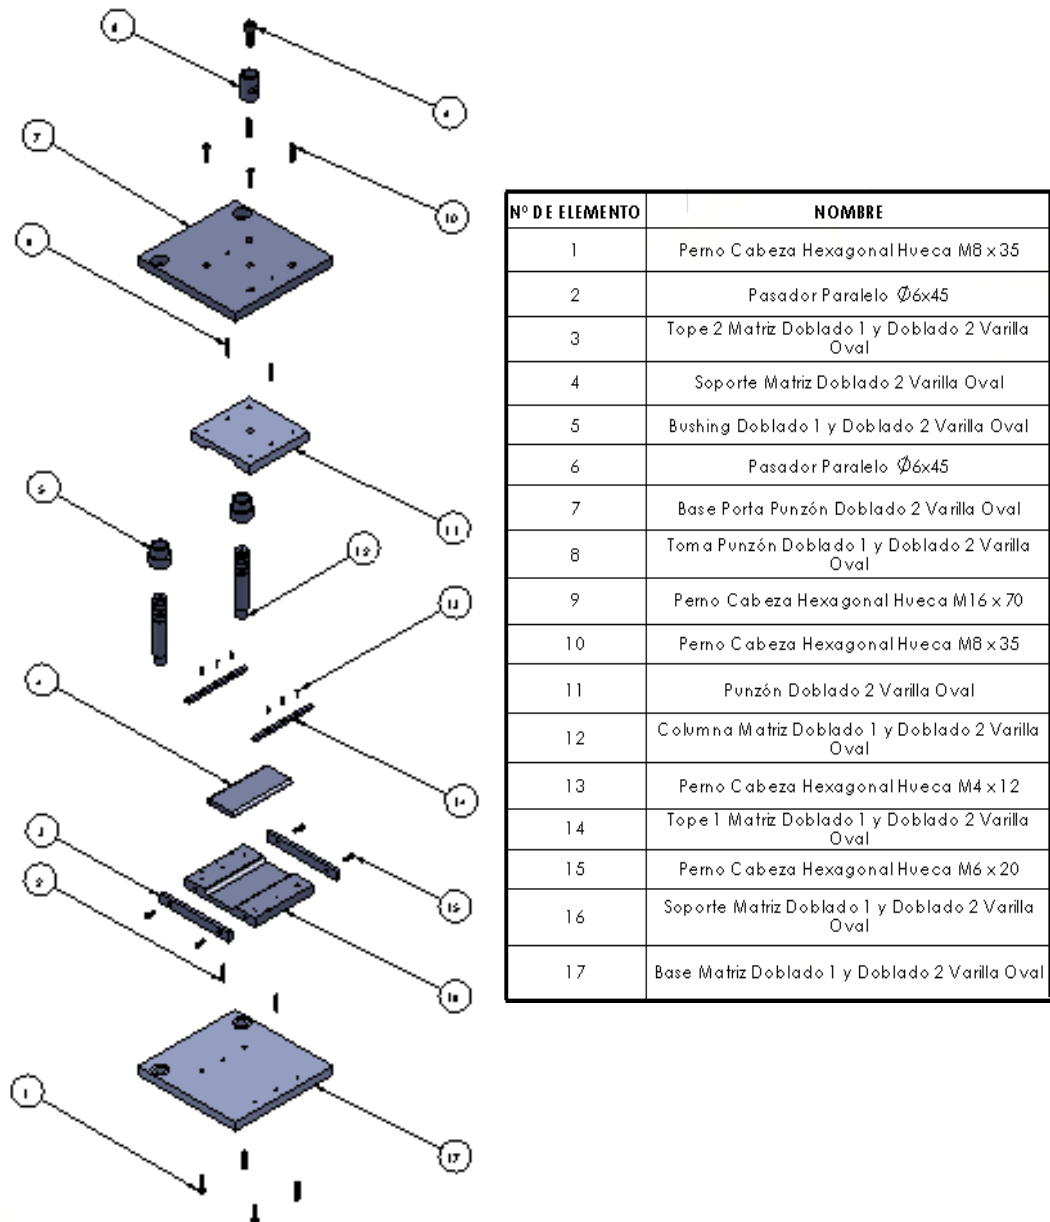 7
10
5
11
12
17
Nº DE ELEMENTO NOMBRE
1 Perno Cabeza Hexagonal Hueca M8 x 35
2 Pasador Paralelo Ø6x45
3 Tope 2 Matriz Doblado 1 y Doblado 2 Varilla
Oval
4 Soporte Matriz Doblado 2 Varilla Oval
5 Bushing Doblado 1 y Doblado 2 Varilla Oval
6 Pasador Paralelo Ø6x45
7 Base Porta Punzón Doblado 2 Varilla Oval
8 Toma Punzón Doblado 1 y Doblado 2 Varilla
Oval
9 Perno Cabeza Hexagonal Hueca M16 x 70
10 Perno Cabeza Hexagonal Hueca M8 x 35
11 Punzón Doblado 2 Varilla Oval
12 Columna Matriz Doblado 1 y Doblado 2 Varilla
Oval
13 Perno Cabeza Hexagonal Hueca M4 x 12
14 Tope 1 Matriz Doblado 1 y Doblado 2 Varilla
Oval
15 Perno Cabeza Hexagonal Hueca M6 x 20
16 Soporte Matriz Doblado 1 y Doblado 2 Varilla
Oval
17 Base Matriz Doblado 1 y Doblado 2 Varilla Oval